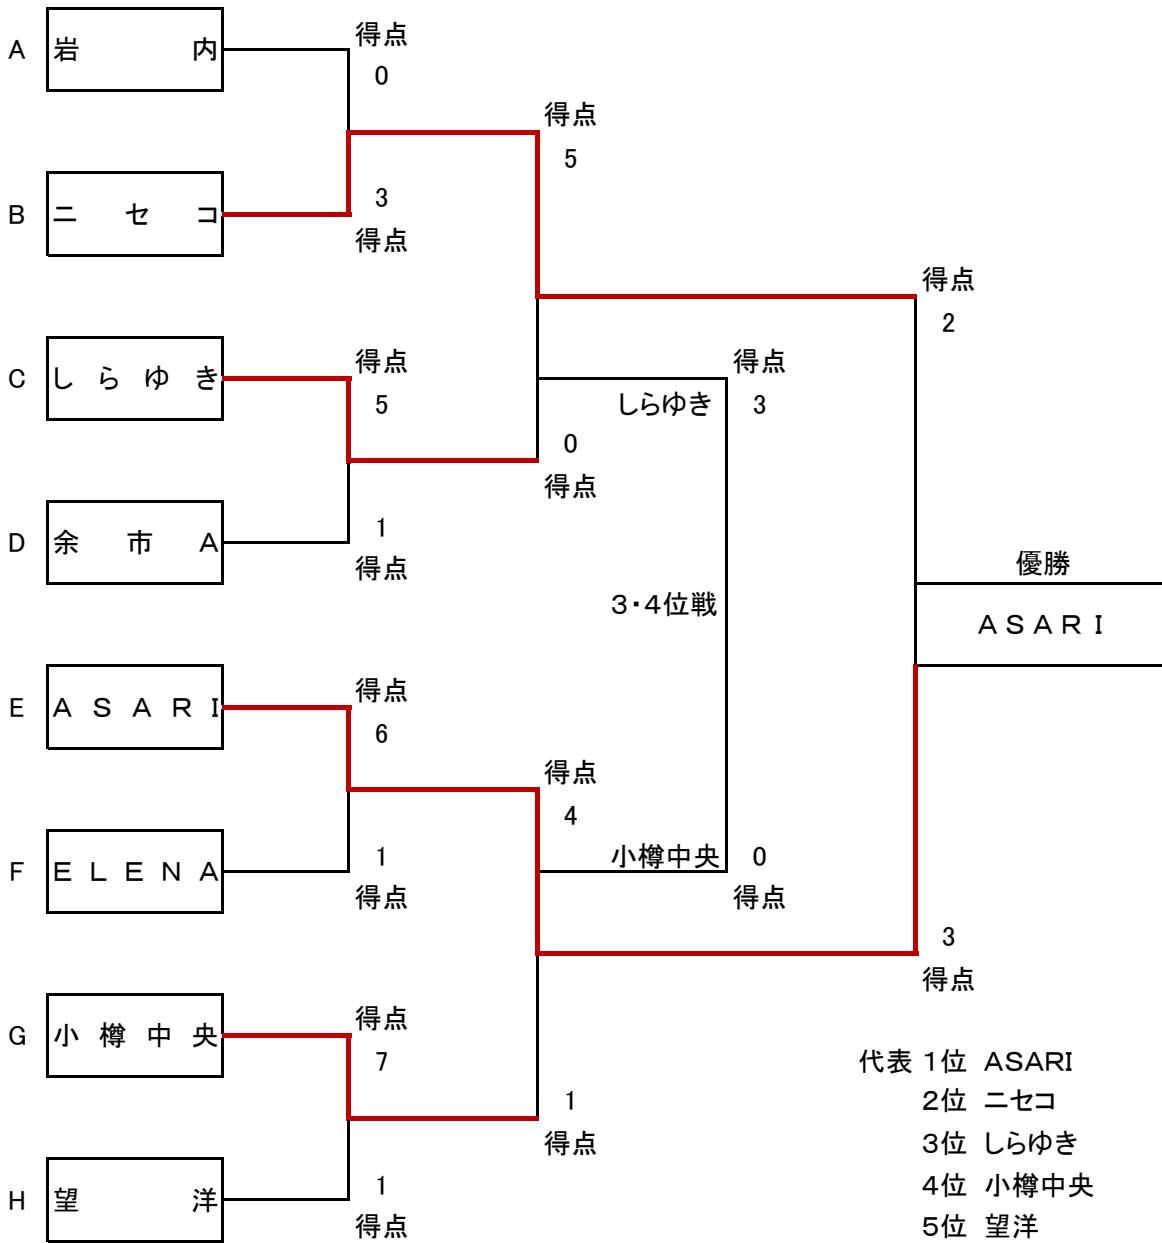 A 岩内 得点
0
得点
5
B ニセコ 3
得点
得点
2
C しらゆき 得点
5
得点
しらゆき 3
0
得点
D 余市A 1
得点
優勝
3・4位戦
ASARI
E ASARI 得点
6
得点
4
F ELENA 1
得点
小樽中央 0
得点
3
得点
G 小樽中央 得点
7
代表 1位 ASARI
2位 ニセコ
1
得点
3位 しらゆき
H 望洋 1
得点
4位 小樽中央
5位 望洋